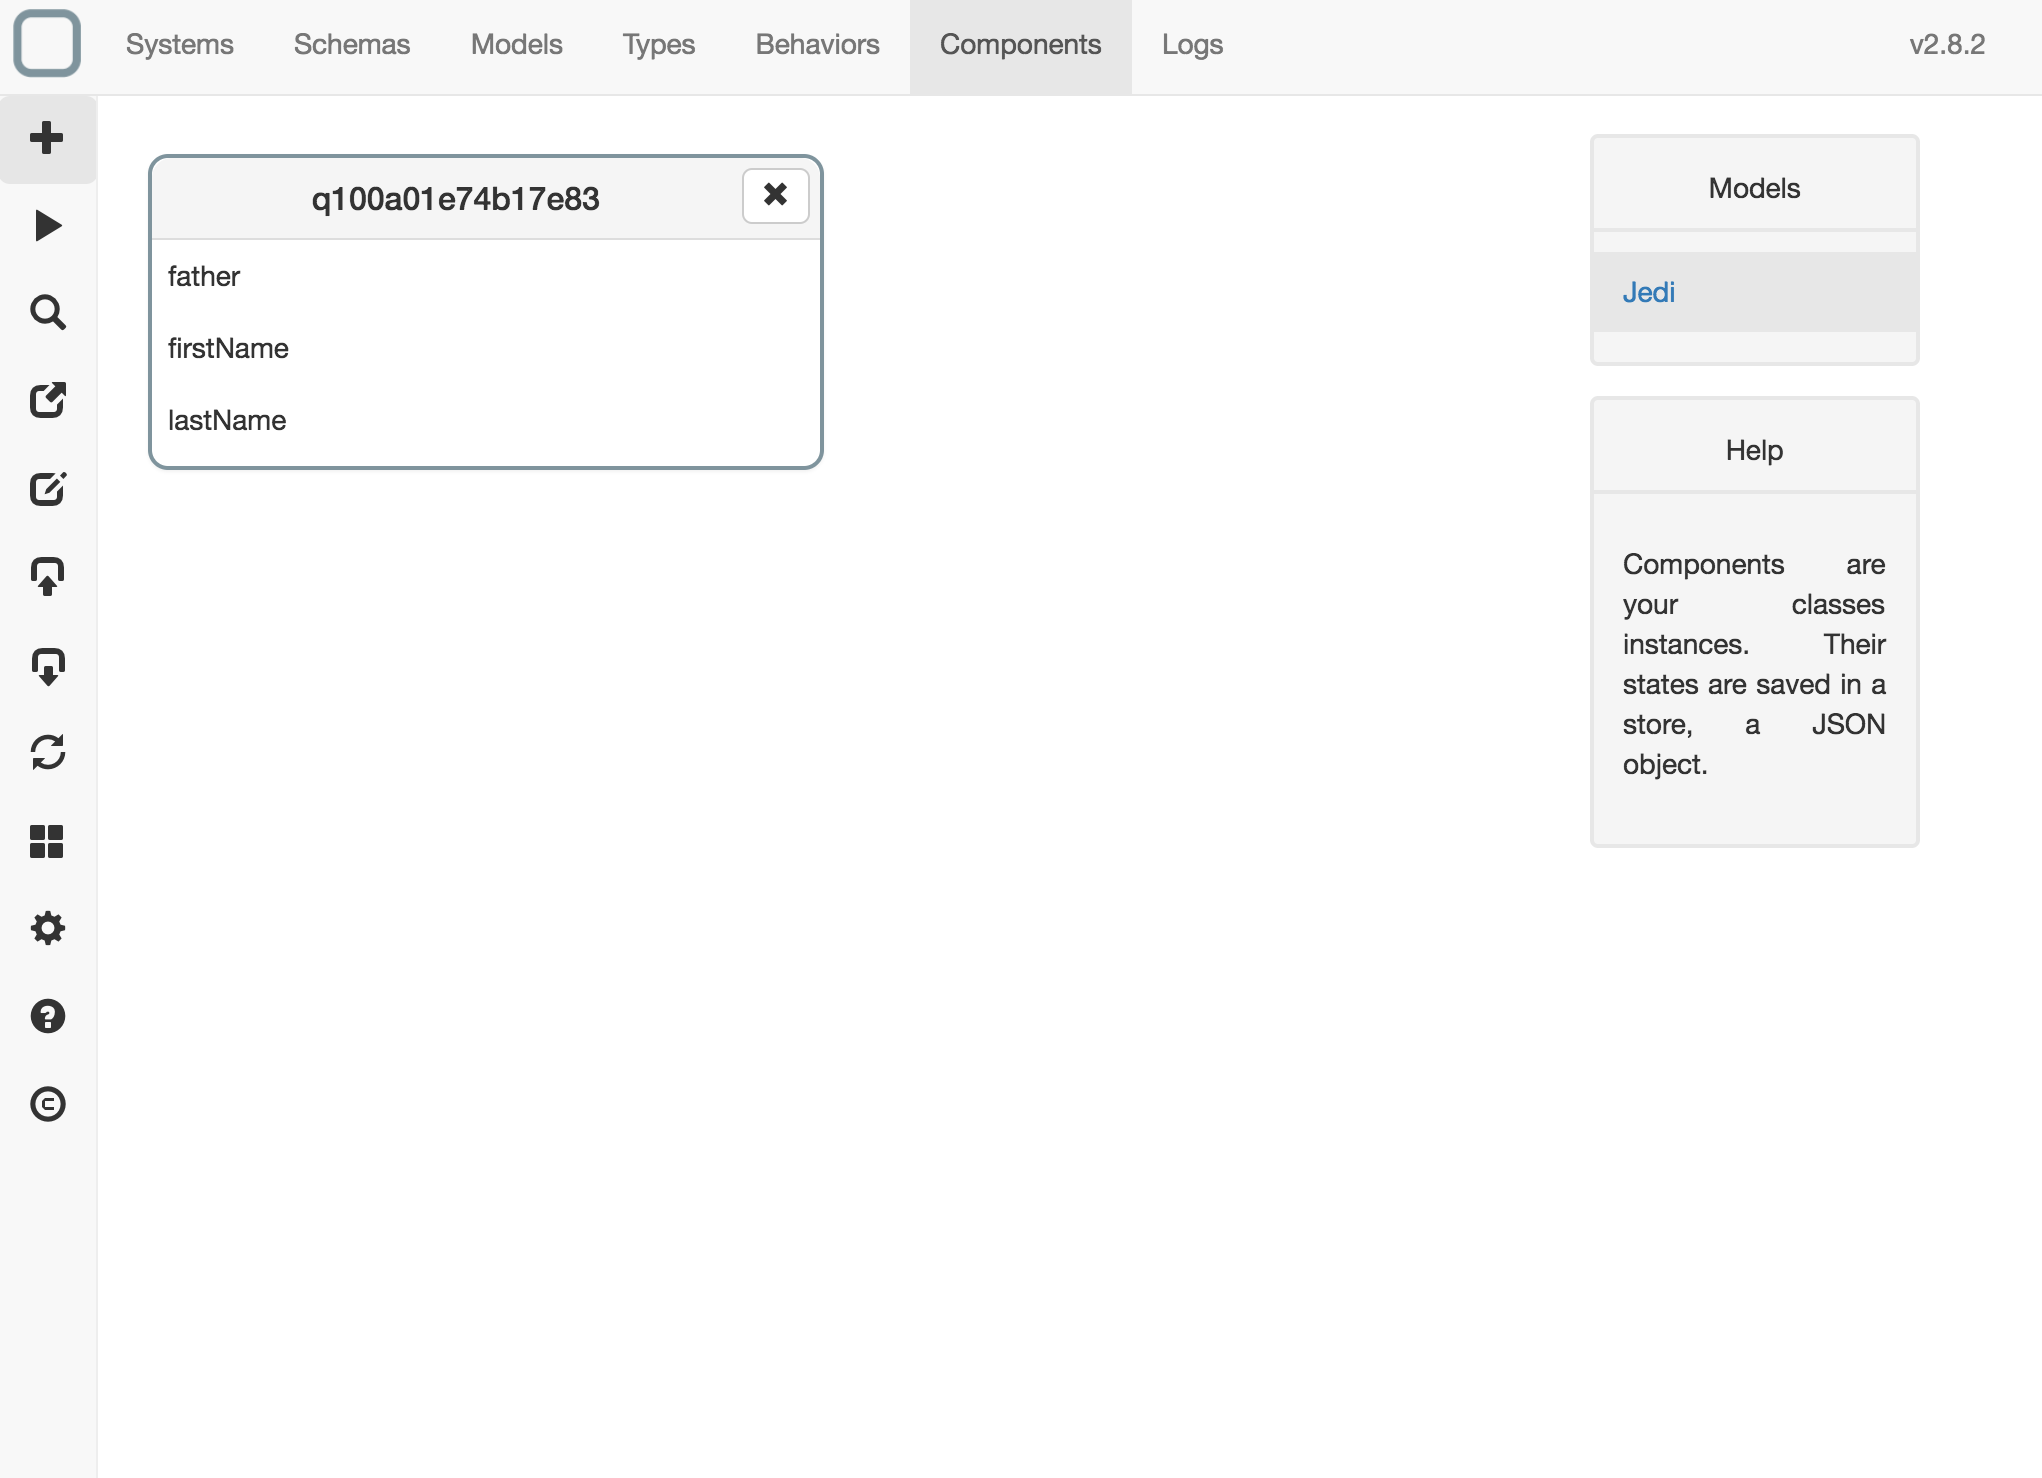 Systems Schemas Models Types Behaviors Components Logs v2.8.2
q100a01e74b17e83
father
firstName
lastName
Models
Jedi
Help
Components are
your classes
instances. Their
states are saved in a
store, a JSON
object.